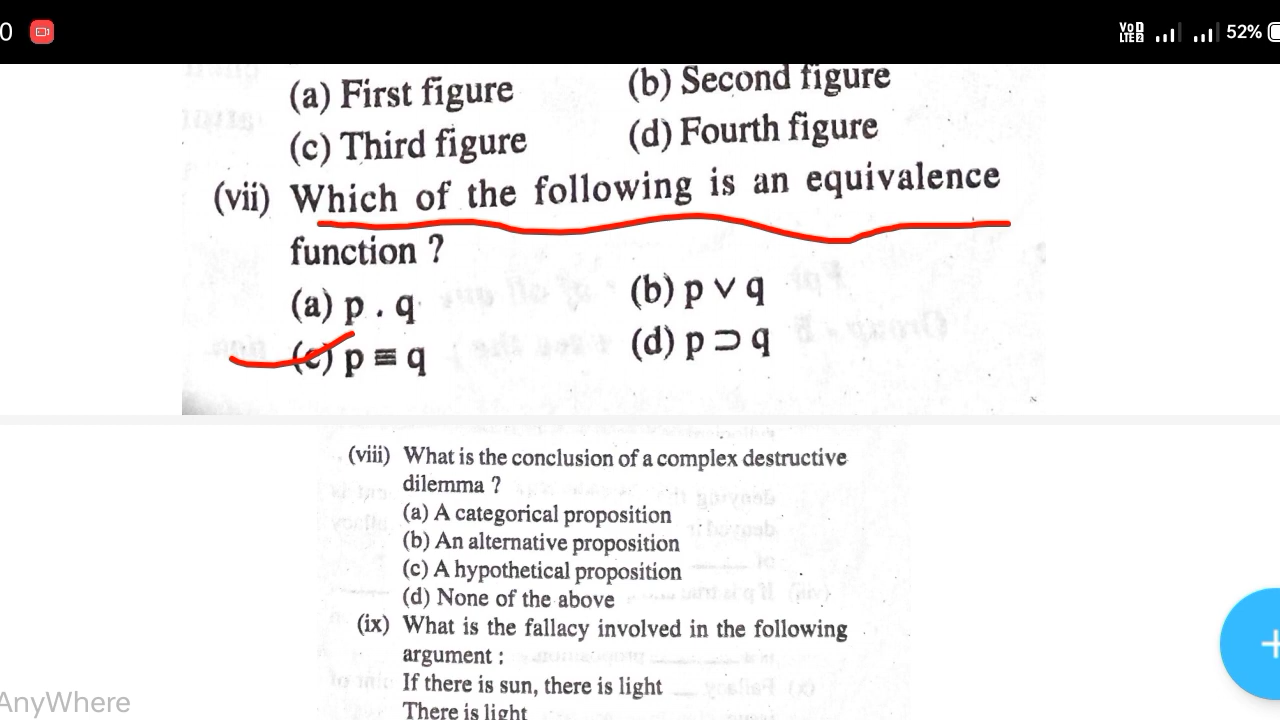 0
VoD
LTE2
52%
(a) First figure
(b) Second figure
(c) Third figure
(d) Fourth figure
(vii) Which of the following is an equivalence
function ?
(a) p . q
(b) p ∨ q
(c) p ≡ q
(d) p ⊃ q
(viii) What is the conclusion of a complex destructive
dilemma ?
(a) A categorical proposition
(b) An alternative proposition
(c) A hypothetical proposition
(d) None of the above
(ix) What is the fallacy involved in the following
argument :
If there is sun, there is light
There is light
AnyWhere